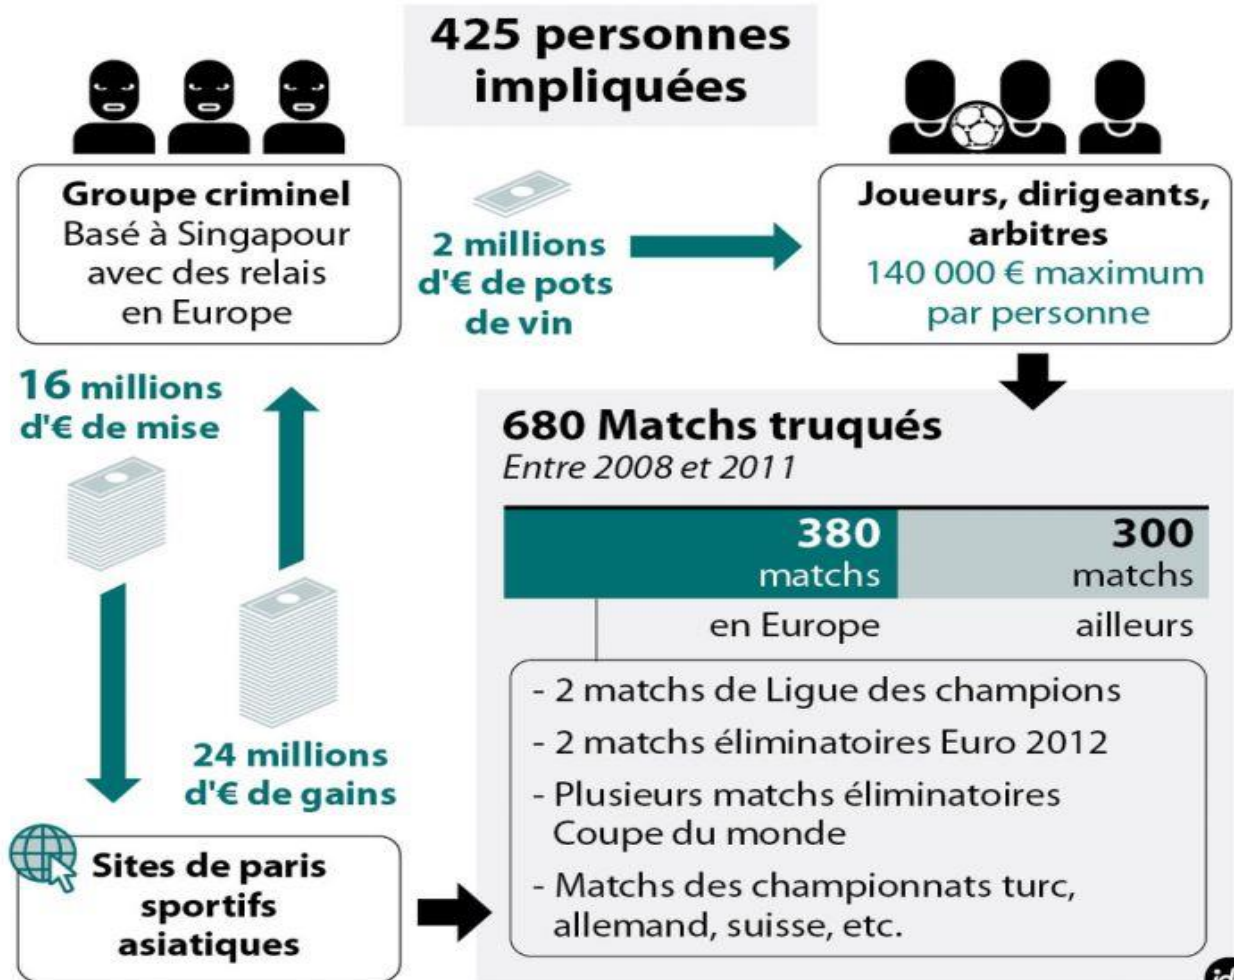 425 personnes
impliquées
Groupe criminel
Basé à Singapour
avec des relais
en Europe
2 millions
d'€ de pots
de vin
Joueurs, dirigeants,
arbitres
140 000 € maximum
par personne
16 millions
d'€ de mise
24 millions
d'€ de gains
Sites de paris
sportifs
asiatiques
680 Matchs truqués
Entre 2008 et 2011
380
matchs
en Europe
300
matchs
ailleurs
- 2 matchs de Ligue des champions
- 2 matchs éliminatoires Euro 2012
- Plusieurs matchs éliminatoires
Coupe du monde
- Matchs des championnats turc,
allemand, suisse, etc.